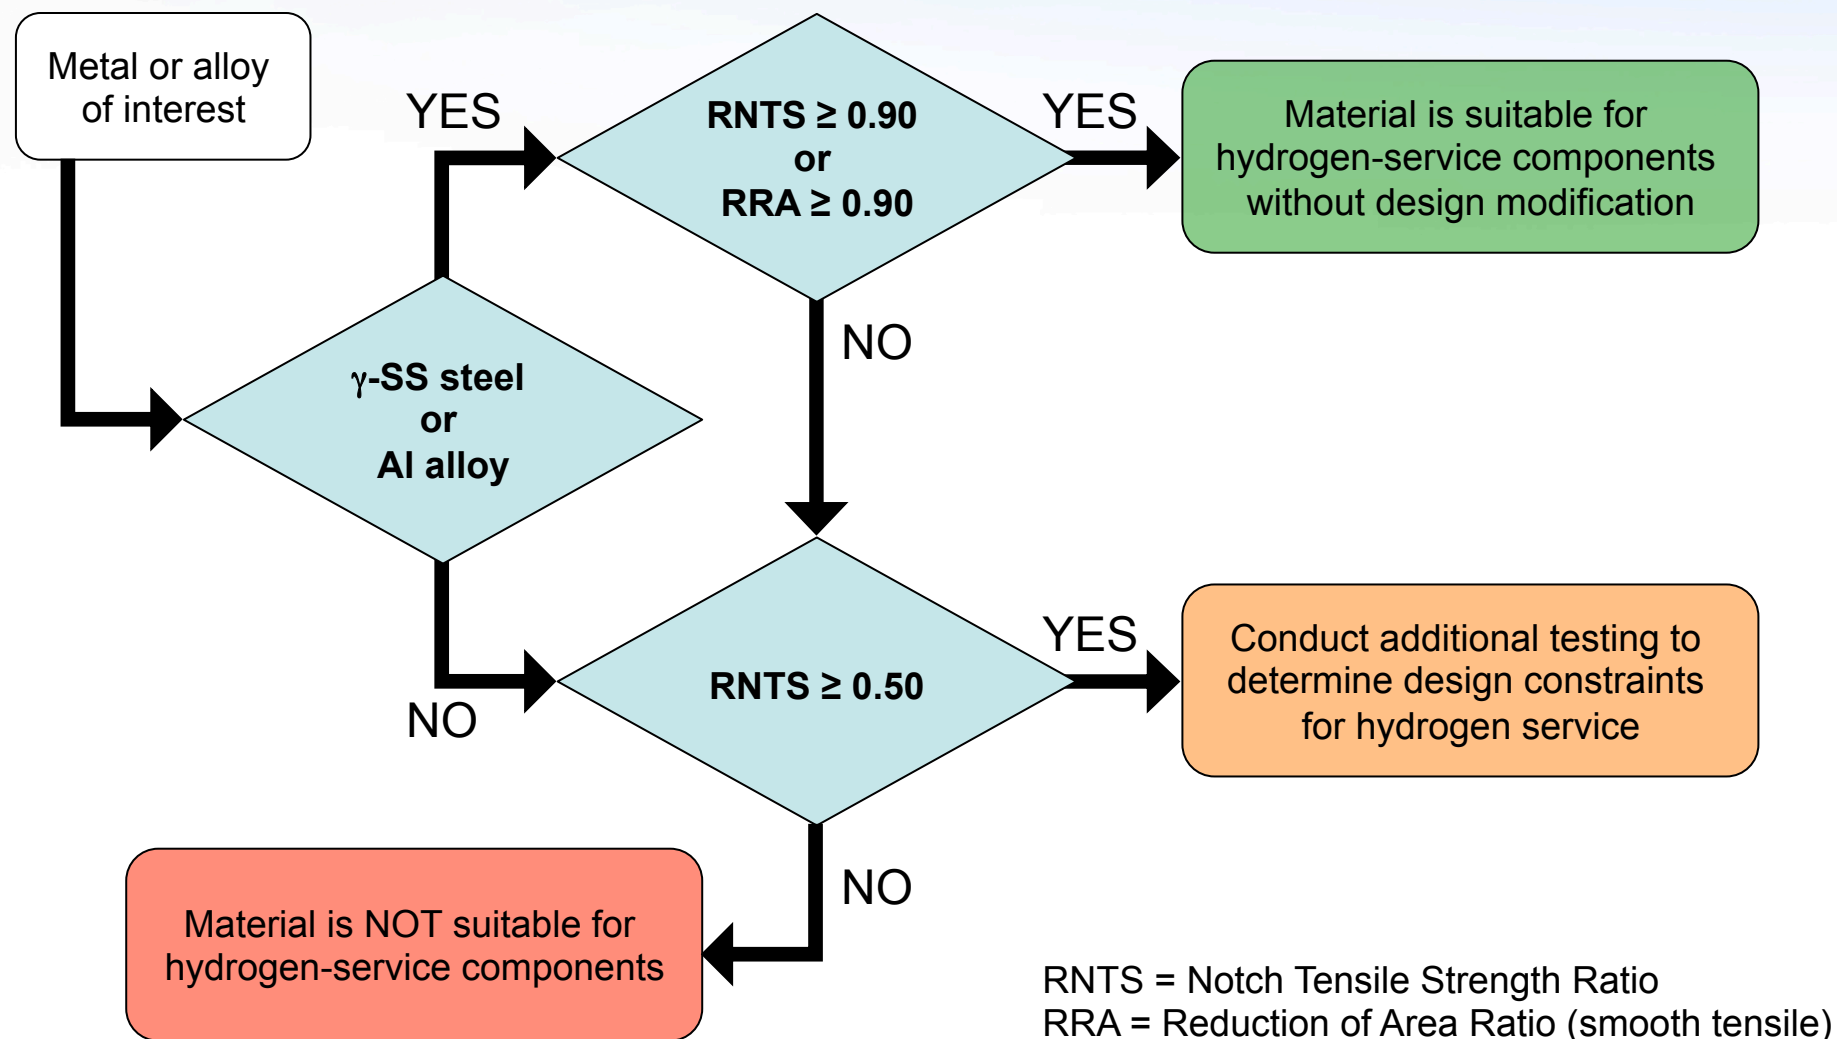 Metal or alloy
of interest
YES
RNTS ≥ 0.90
or
RRA ≥ 0.90
YES
Material is suitable for
hydrogen-service components
without design modification
NO
γ-SS steel
or
Al alloy
NO
RNTS ≥ 0.50
YES
Conduct additional testing to
determine design constraints
for hydrogen service
NO
Material is NOT suitable for
hydrogen-service components
RNTS = Notch Tensile Strength Ratio
RRA = Reduction of Area Ratio (smooth tensile)